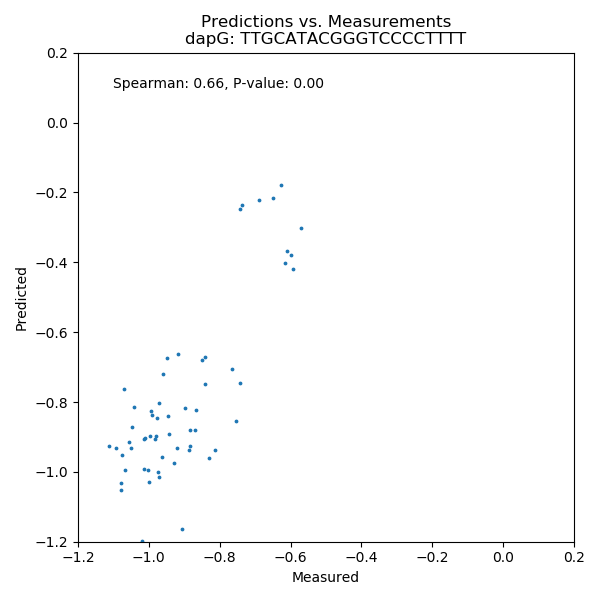 Predictions vs. Measurements
dapG: TTGCATACGGGTCCCCTTTT
Spearman: 0.66, P-value: 0.00
0.2
0.0
−0.2
−0.4
−0.6
−0.8
−1.0
−1.2
Predicted
−1.2 −1.0 −0.8 −0.6 −0.4 −0.2 0.0 0.2
Measured